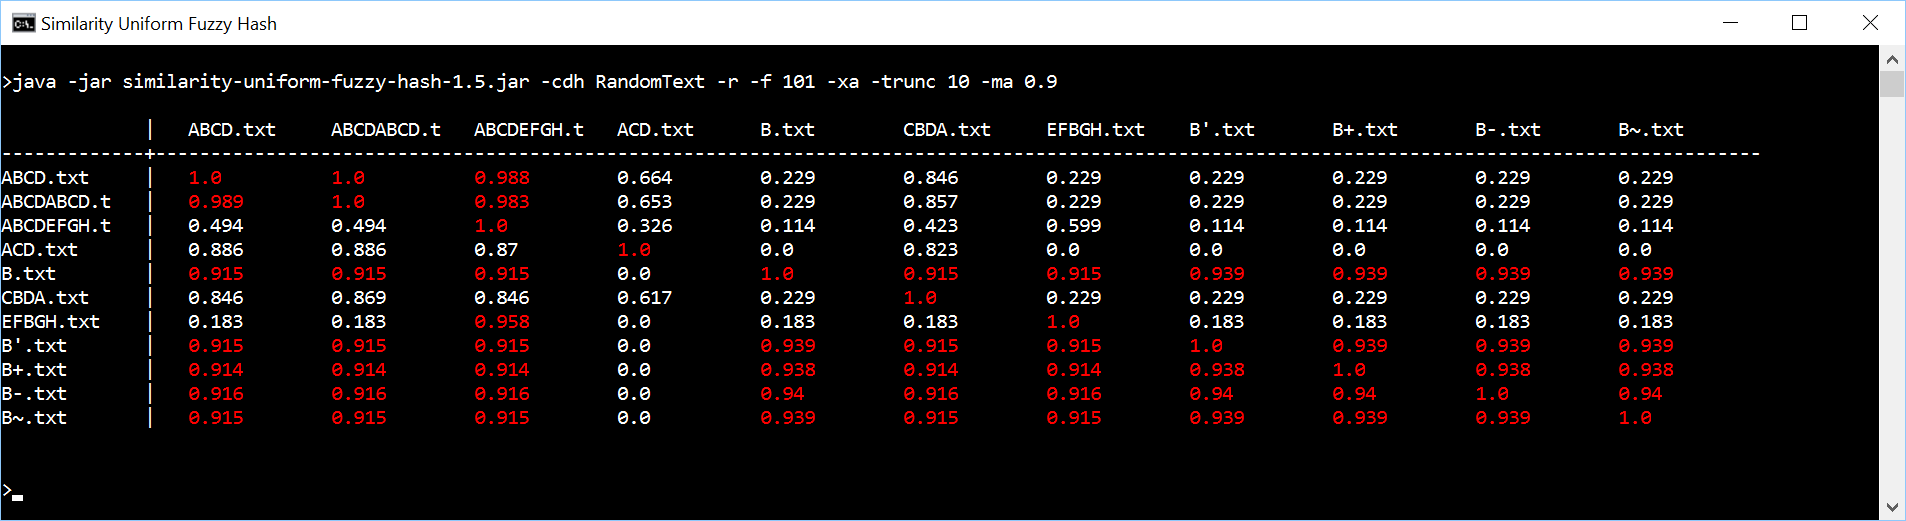 Similarity Uniform Fuzzy Hash
>java -jar similarity-uniform-fuzzy-hash-1.5.jar -cdh RandomText -r -f 101 -xa -trunc 10 -ma 0.9
             |   ABCD.txt     ABCDABCD.t   ABCDEFGH.t   ACD.txt      B.txt        CBDA.txt     EFBGH.txt    B'.txt       B+.txt       B-.txt       B~.txt
-------------+--------------------------------------------------------------------------------------------------------------------------------------------------
ABCD.txt     |   1.0          1.0          0.988        0.664        0.229        0.846        0.229        0.229        0.229        0.229        0.229
ABCDABCD.t   |   0.989        1.0          0.983        0.653        0.229        0.857        0.229        0.229        0.229        0.229        0.229
ABCDEFGH.t   |   0.494        0.494        1.0          0.326        0.114        0.423        0.599        0.114        0.114        0.114        0.114
ACD.txt      |   0.886        0.886        0.87         1.0          0.0          0.823        0.0          0.0          0.0          0.0          0.0
B.txt        |   0.915        0.915        0.915        0.0          1.0          0.915        0.915        0.939        0.939        0.939        0.939
CBDA.txt     |   0.846        0.869        0.846        0.617        0.229        1.0          0.229        0.229        0.229        0.229        0.229
EFBGH.txt    |   0.183        0.183        0.958        0.0          0.183        0.183        1.0          0.183        0.183        0.183        0.183
B'.txt       |   0.915        0.915        0.915        0.0          0.939        0.915        0.915        1.0          0.939        0.939        0.939
B+.txt       |   0.914        0.914        0.914        0.0          0.938        0.914        0.914        0.938        1.0          0.938        0.938
B-.txt       |   0.916        0.916        0.916        0.0          0.94         0.916        0.916        0.94         0.94         1.0          0.94
B~.txt       |   0.915        0.915        0.915        0.0          0.939        0.915        0.915        0.939        0.939        0.939        1.0
>